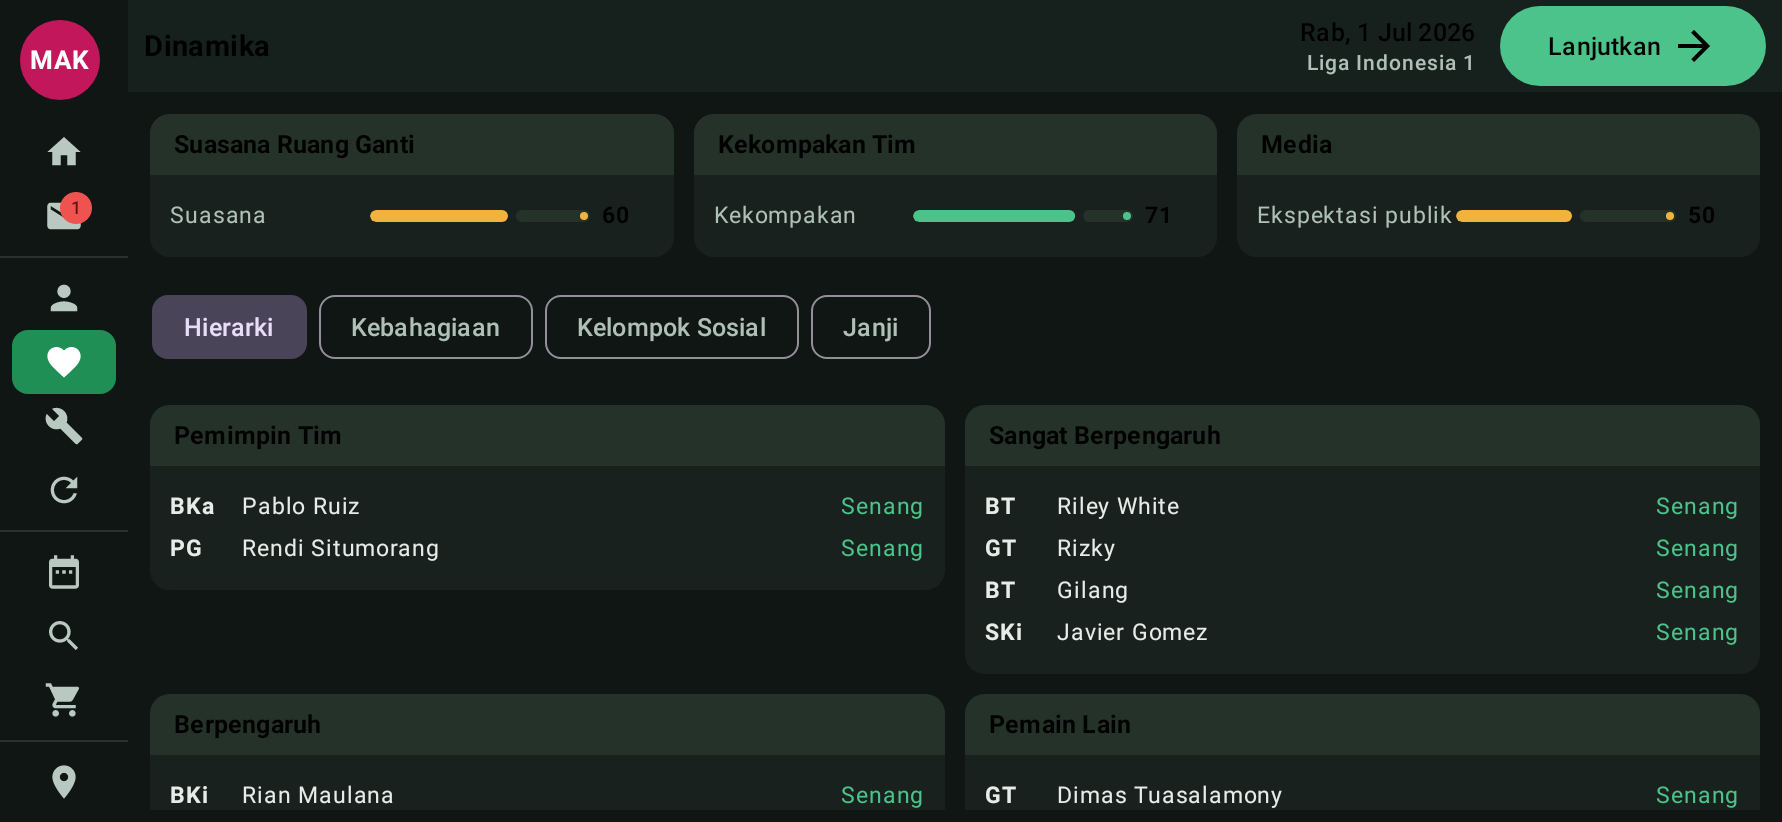 MAK
Dinamika
Rab, 1 Jul 2026
Liga Indonesia 1
Lanjutkan
1
Suasana Ruang Ganti
Suasana 60
Kekompakan Tim
Kekompakan 71
Media
Ekspektasi publik 50
Hierarki Kebahagiaan Kelompok Sosial Janji
Pemimpin Tim
BKa Pablo Ruiz Senang
PG Rendi Situmorang Senang
Sangat Berpengaruh
BT Riley White Senang
GT Rizky Senang
BT Gilang Senang
SKi Javier Gomez Senang
Berpengaruh
BKi Rian Maulana Senang
Pemain Lain
GT Dimas Tuasalamony Senang